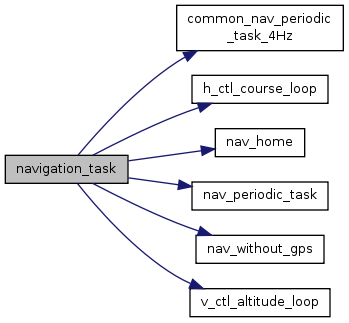 common_nav_periodic
_task_4Hz
h_ctl_course_loop
nav_home
navigation_task
nav_periodic_task
nav_without_gps
v_ctl_altitude_loop